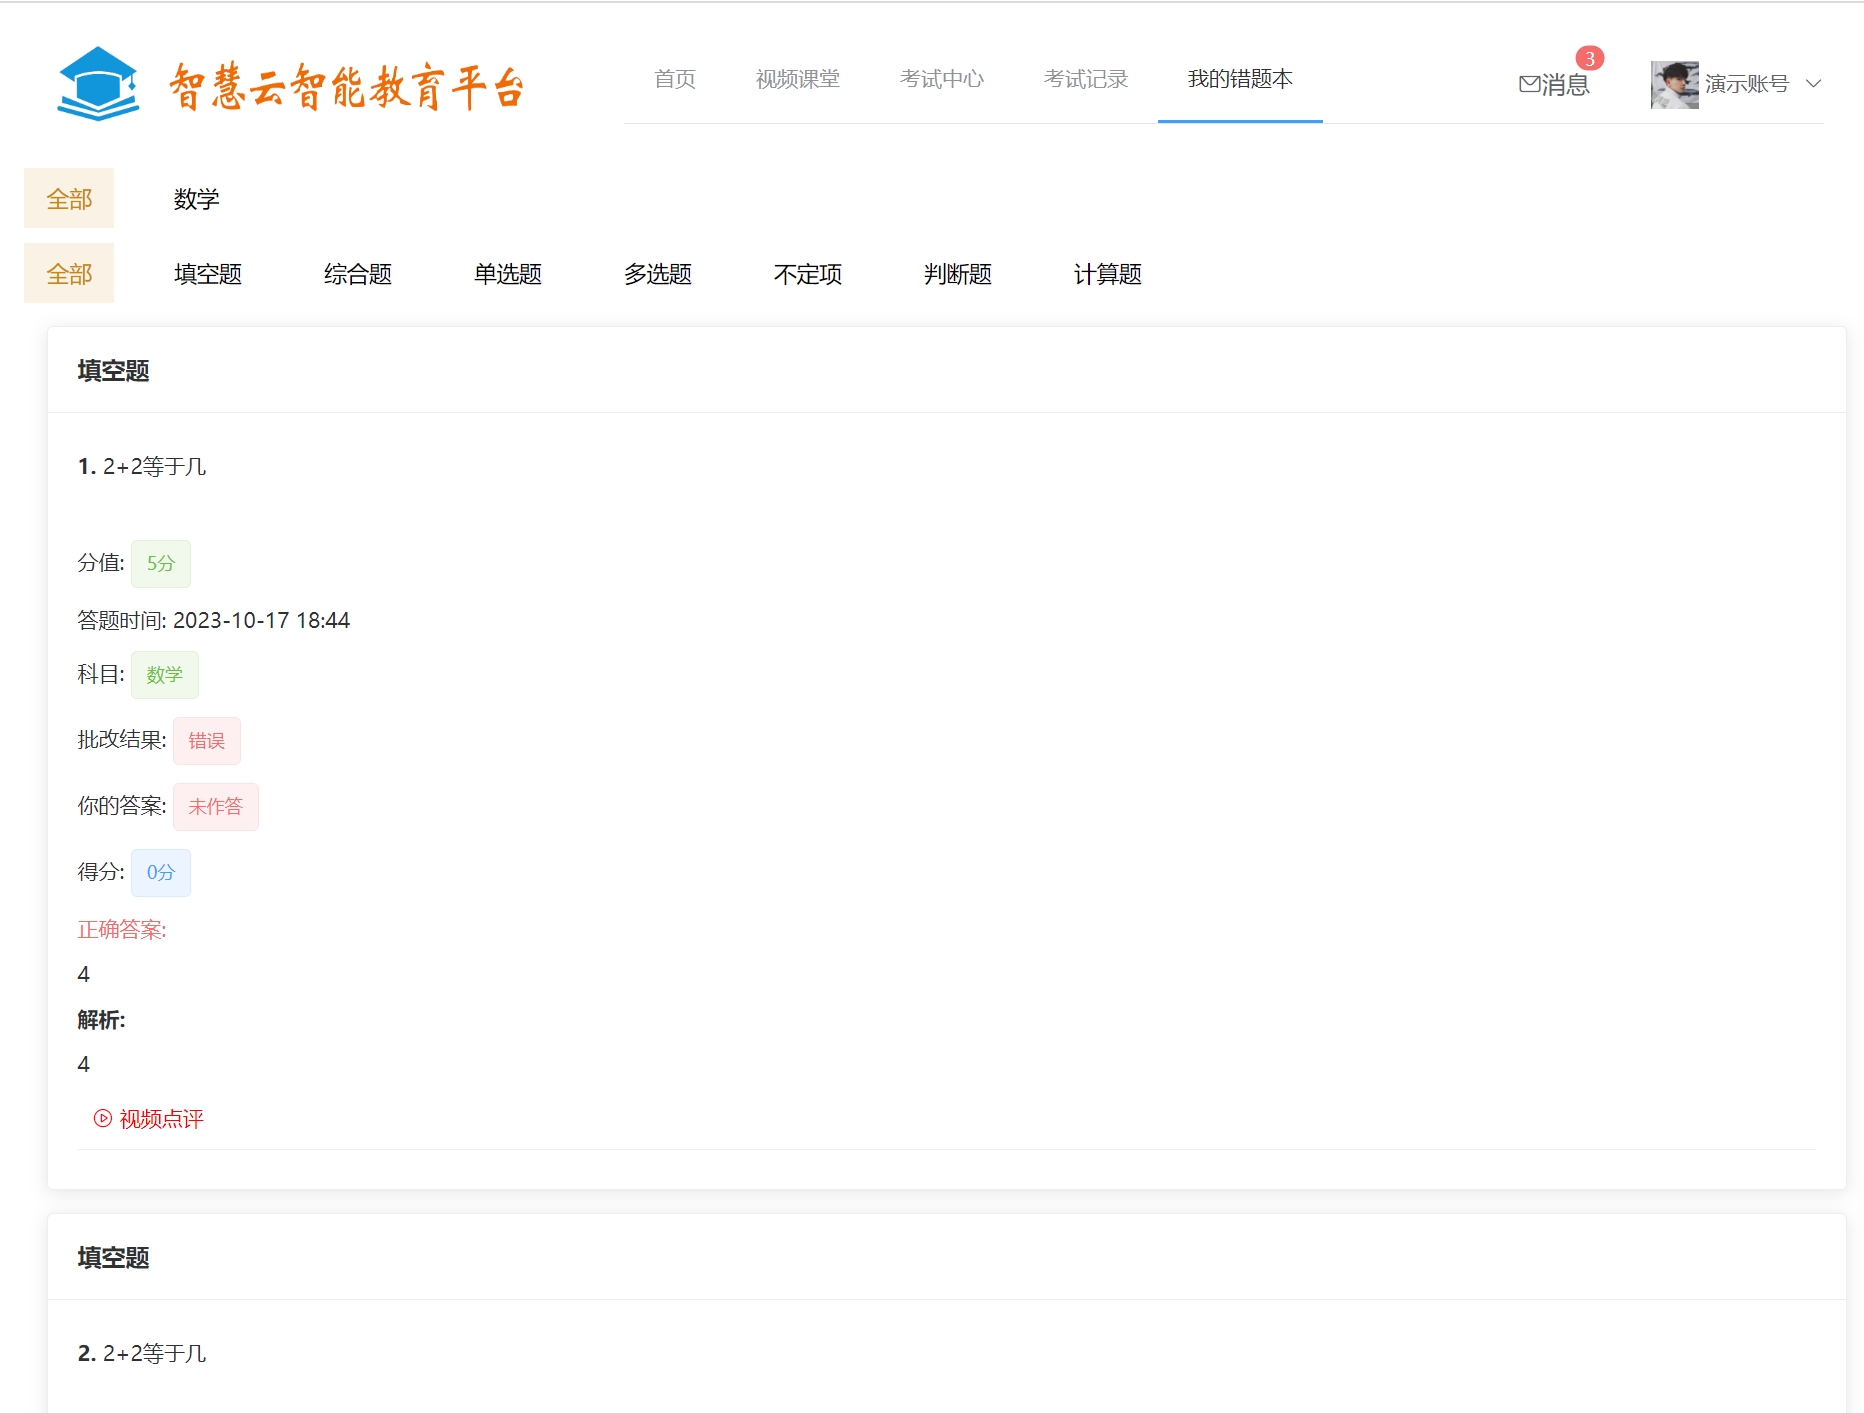 智慧云智能教育平台
首页 视频课堂 考试中心 考试记录 我的错题本 消息 3 演示账号
全部 数学
全部 填空题 综合题 单选题 多选题 不定项 判断题 计算题
填空题
1. 2+2等于几
分值: 5分
答题时间: 2023-10-17 18:44
科目: 数学
批改结果: 错误
你的答案: 未作答
得分: 0分
正确答案:
4
解析:
4
视频点评
填空题
2. 2+2等于几